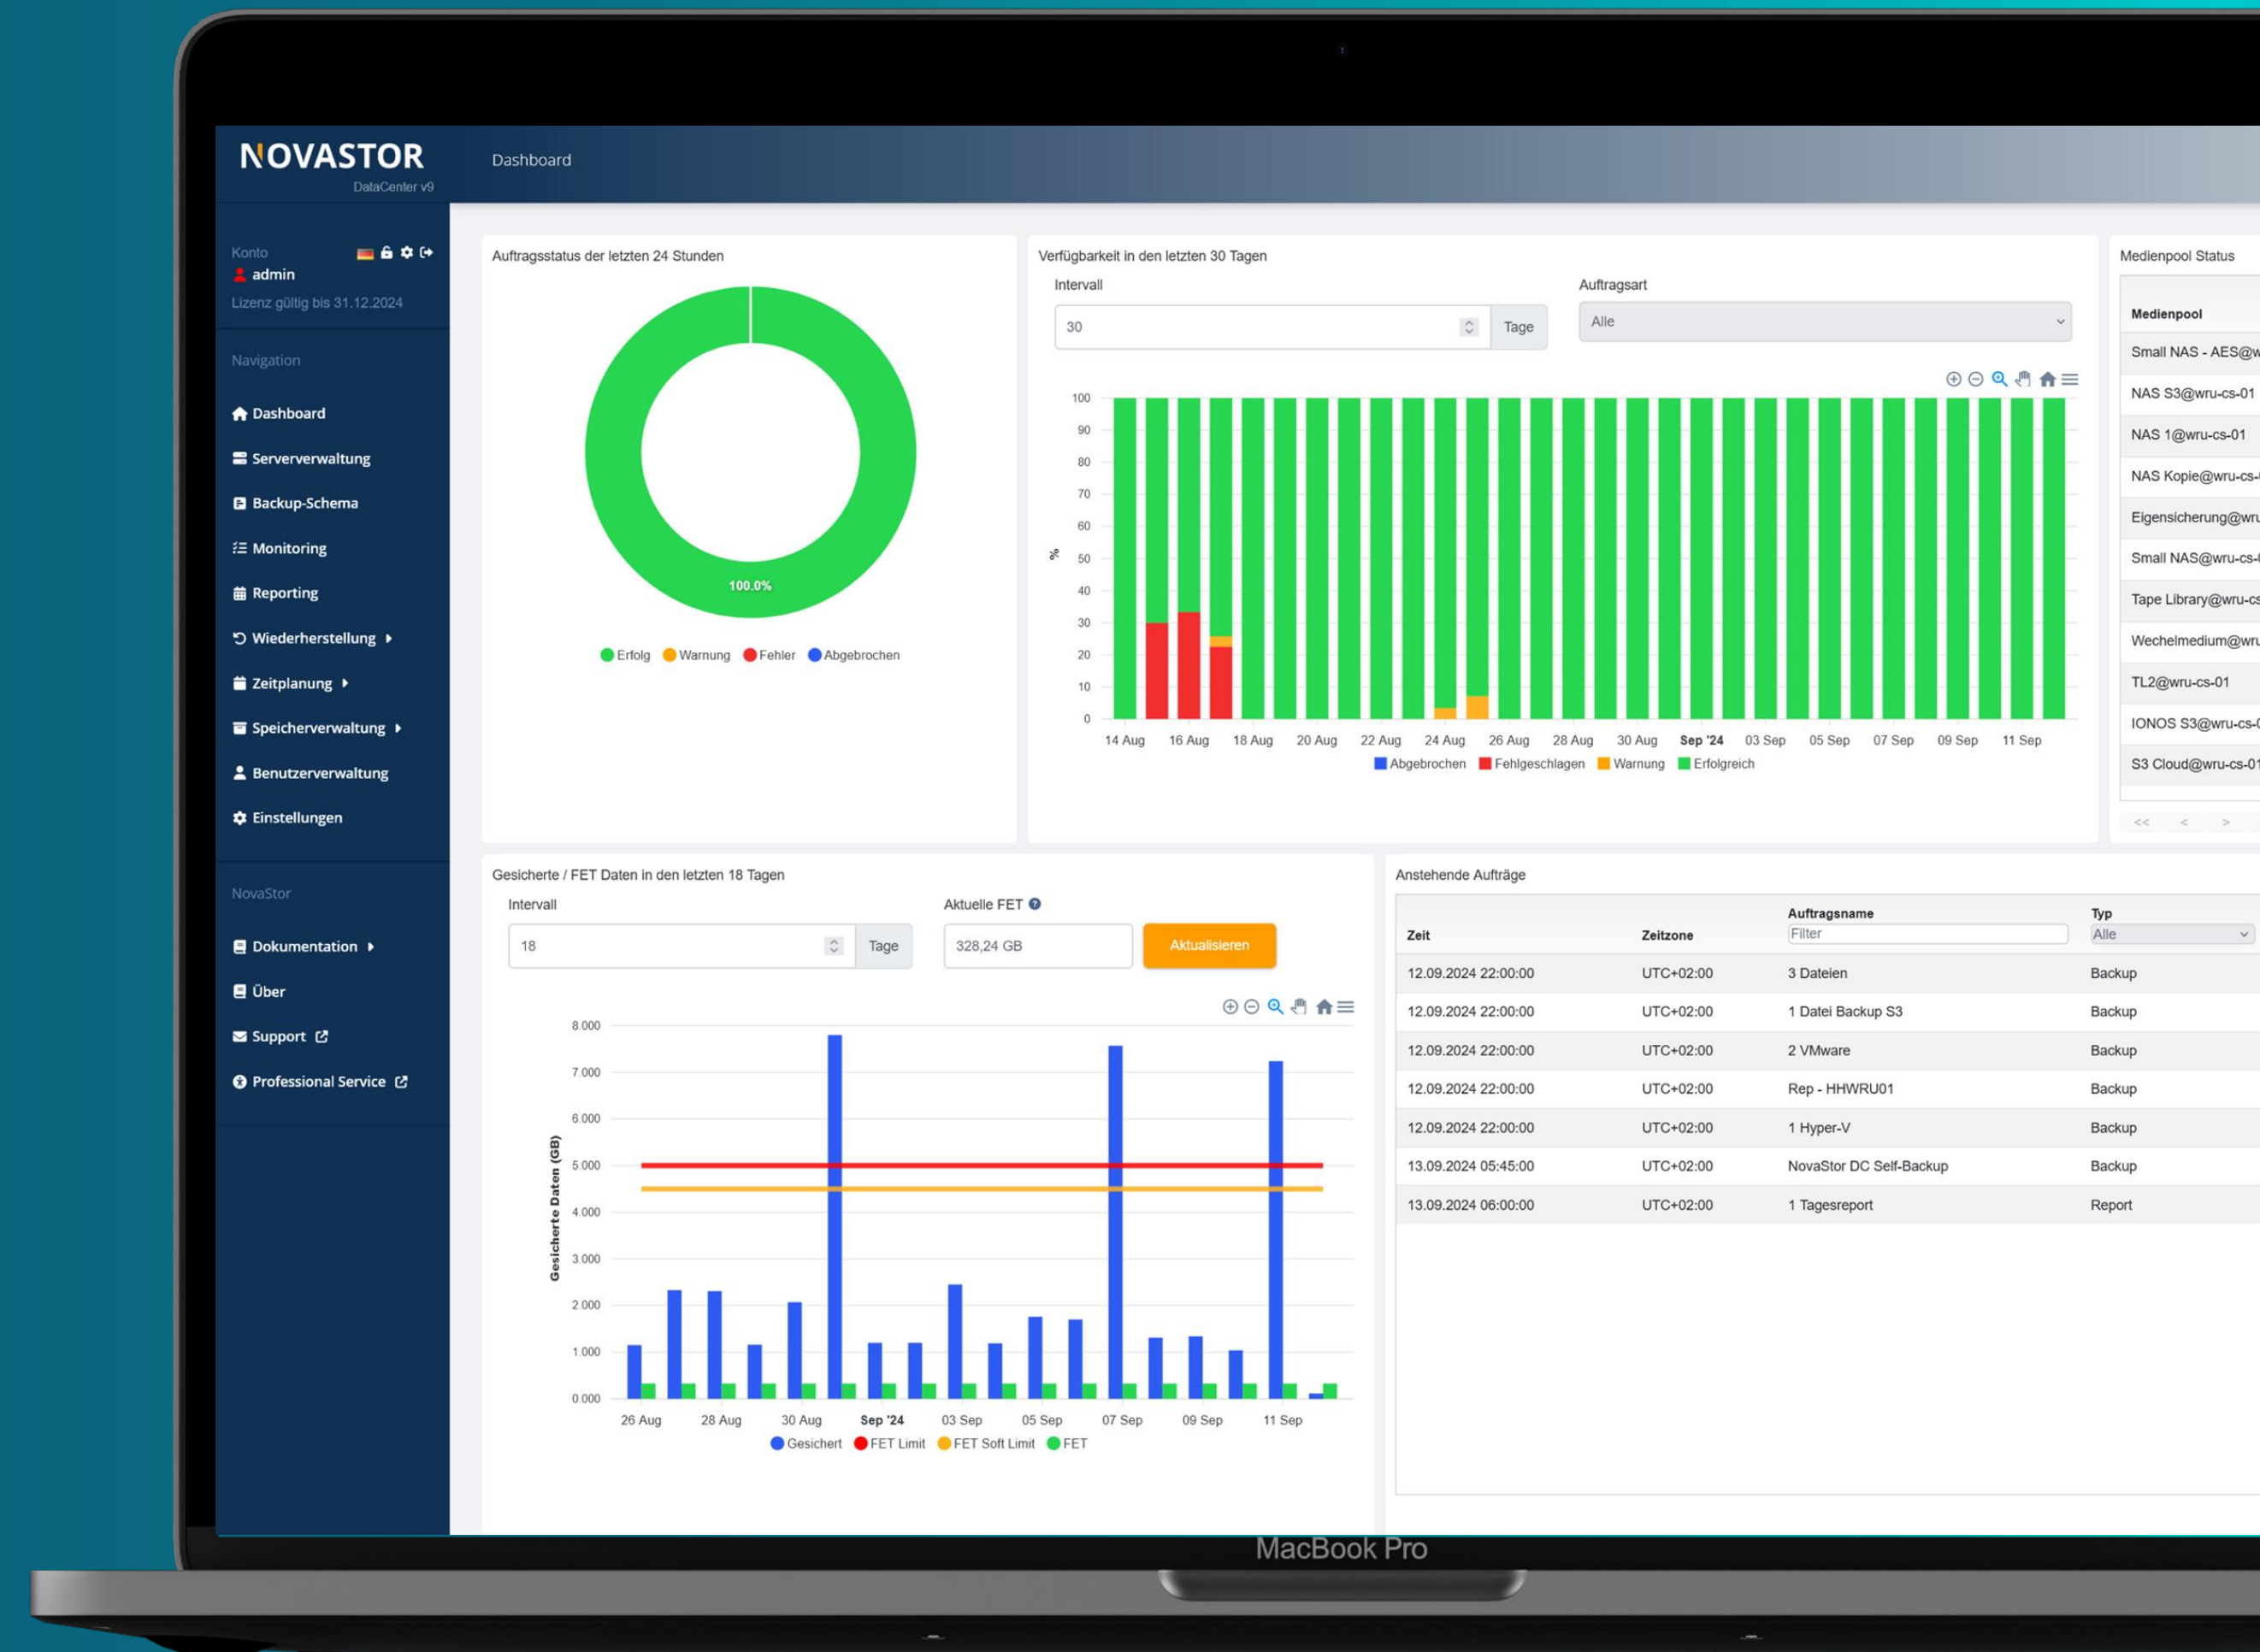 NOVASTOR
DataCenter v9
Dashboard
Konto
admin
Lizenz gültig bis 31.12.2024
Navigation
Dashboard
Serververwaltung
Backup-Schema
Monitoring
Reporting
Wiederherstellung
Zeitplanung
Speicherverwaltung
Benutzerverwaltung
Einstellungen
NovaStor
Dokumentation
Über
Support
Professional Service
Auftragsstatus der letzten 24 Stunden
100.0%
Erfolg Warnung Fehler Abgebrochen
Verfügbarkeit in den letzten 30 Tagen
Intervall Auftragsart
30 Tage Alle
100
90
80
70
60
50
40
30
20
10
0
%
14 Aug 16 Aug 18 Aug 20 Aug 22 Aug 24 Aug 26 Aug 28 Aug 30 Aug Sep '24 03 Sep 05 Sep 07 Sep 09 Sep 11 Sep
Abgebrochen Fehlgeschlagen Warnung Erfolgreich
Medienpool Status
Medienpool
Small NAS - AES@w
NAS S3@wru-cs-01
NAS 1@wru-cs-01
NAS Kopie@wru-cs-
Eigensicherung@wru
Small NAS@wru-cs-
Tape Library@wru-cs
Wechelmedium@wru
TL2@wru-cs-01
IONOS S3@wru-cs-
S3 Cloud@wru-cs-01
<< < >
Gesicherte / FET Daten in den letzten 18 Tagen
Intervall Aktuelle FET ?
18 Tage 328,24 GB Aktualisieren
8.000
7.000
6.000
5.000
4.000
3.000
2.000
1.000
0.000
Gesicherte Daten (GB)
26 Aug 28 Aug 30 Aug Sep '24 03 Sep 05 Sep 07 Sep 09 Sep 11 Sep
Gesichert FET Limit FET Soft Limit FET
Anstehende Aufträge
Zeit Zeitzone Auftragsname Typ
Filter Alle
12.09.2024 22:00:00 UTC+02:00 3 Dateien Backup
12.09.2024 22:00:00 UTC+02:00 1 Datei Backup S3 Backup
12.09.2024 22:00:00 UTC+02:00 2 VMware Backup
12.09.2024 22:00:00 UTC+02:00 Rep - HHWRU01 Backup
12.09.2024 22:00:00 UTC+02:00 1 Hyper-V Backup
13.09.2024 05:45:00 UTC+02:00 NovaStor DC Self-Backup Backup
13.09.2024 06:00:00 UTC+02:00 1 Tagesreport Report
MacBook Pro